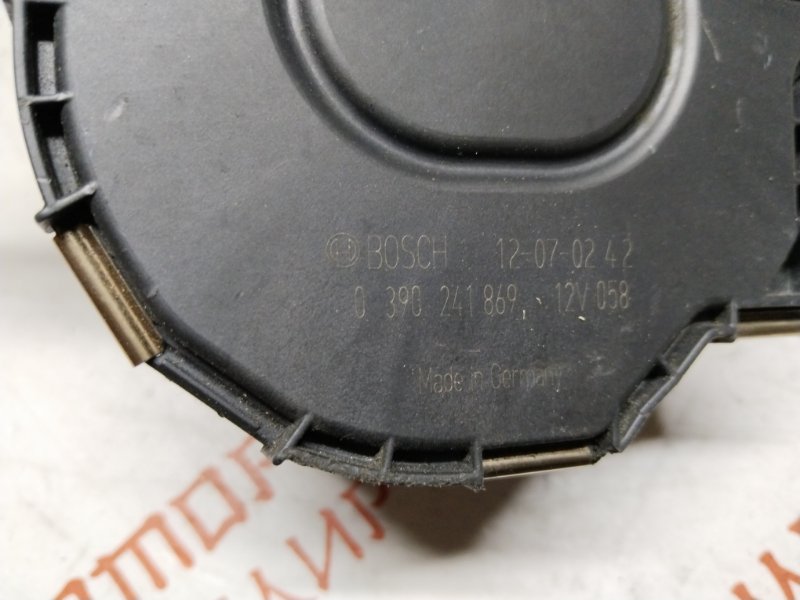 BOSCH 12-07-02 42
0 390 241 869 12V 058
Made in Germany